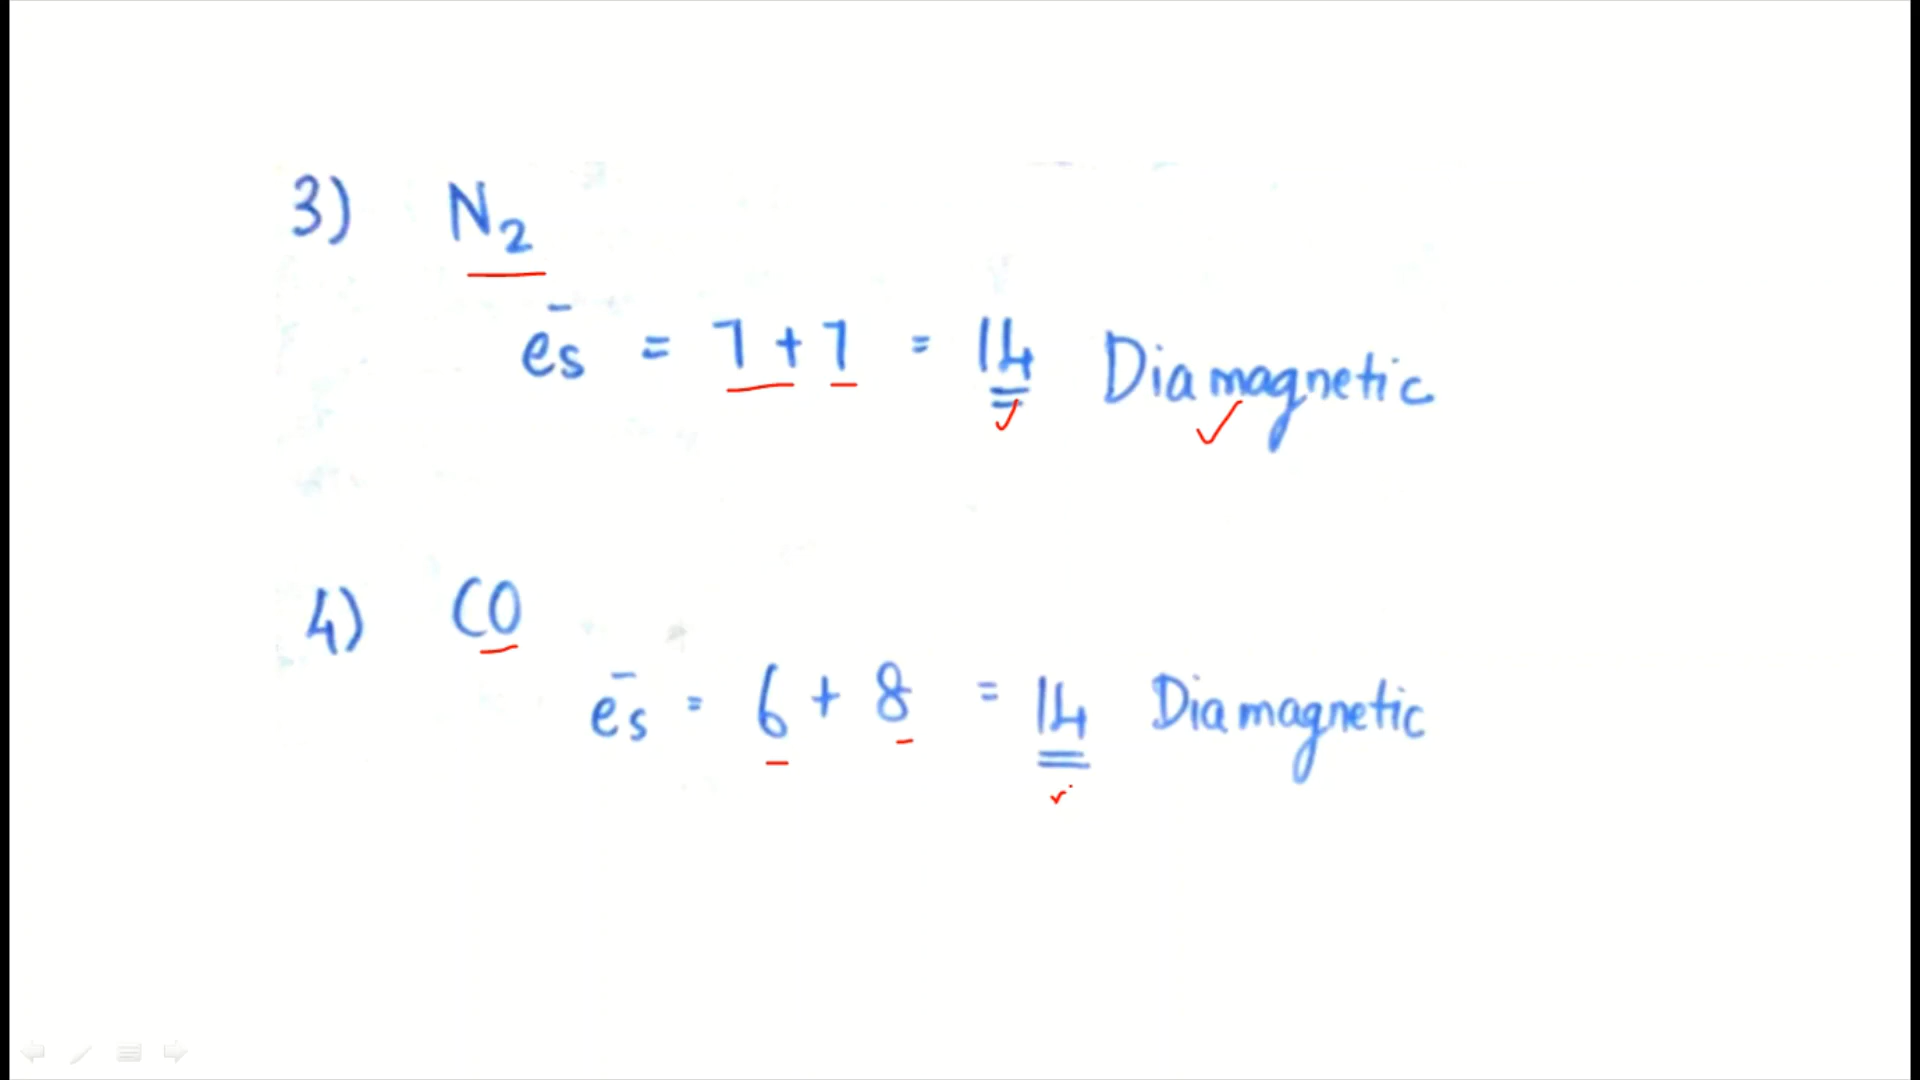 3) N₂
e⁻s = 7 + 7 = 14 Diamagnetic
4) CO
e⁻s = 6 + 8 = 14 Diamagnetic